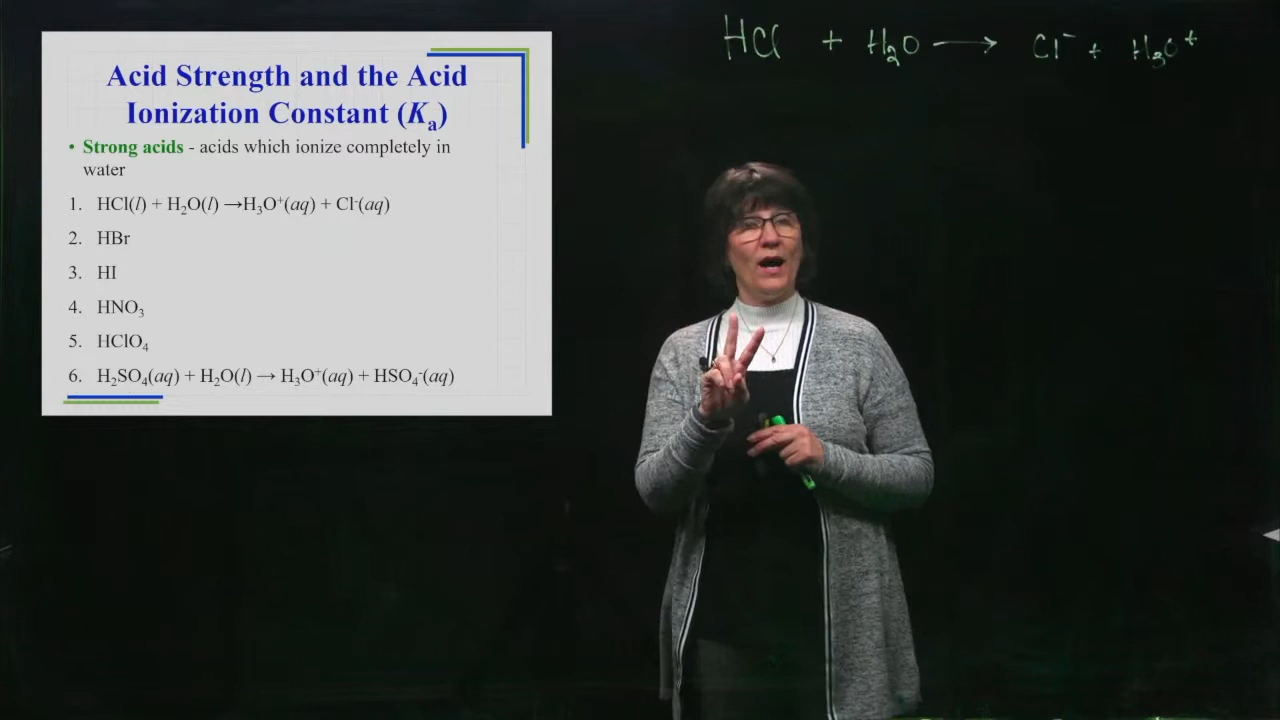 Acid Strength and the Acid
Ionization Constant (Kₐ)
• Strong acids - acids which ionize completely in
water
1. HCl(l) + H₂O(l) →H₃O⁺(aq) + Cl⁻(aq)
2. HBr
3. HI
4. HNO₃
5. HClO₄
6. H₂SO₄(aq) + H₂O(l) → H₃O⁺(aq) + HSO₄⁻(aq)
HCl + H₂O → Cl⁻ + H₃O⁺